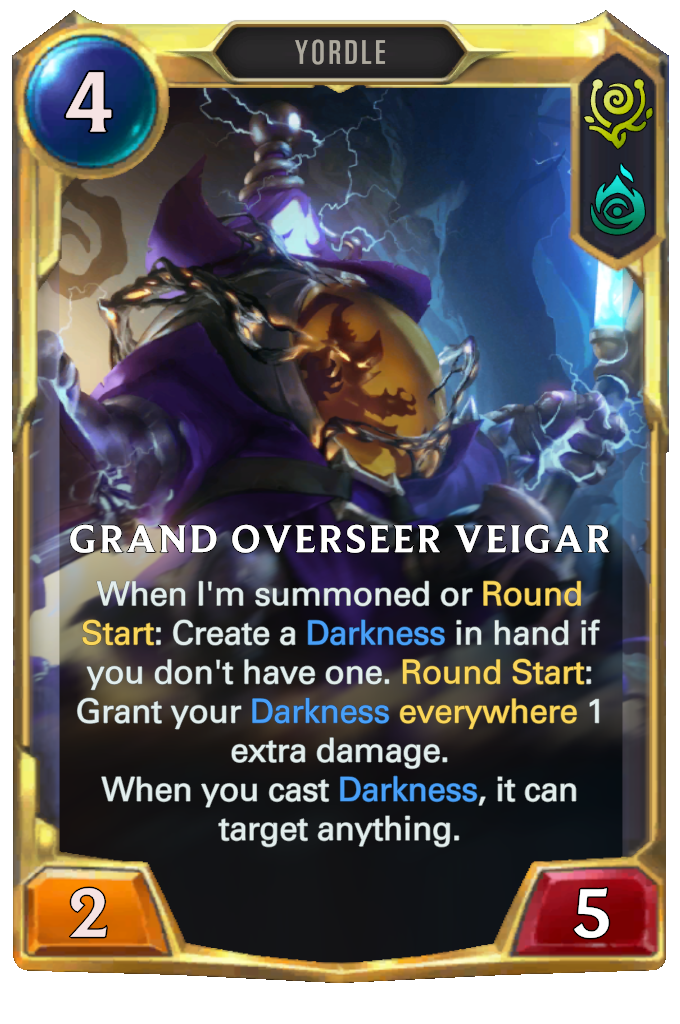 YORDLE
4
GRAND OVERSEER VEIGAR
When I'm summoned or Round
Start: Create a Darkness in hand if
you don't have one. Round Start:
Grant your Darkness everywhere 1
extra damage.
When you cast Darkness, it can
target anything.
2
5